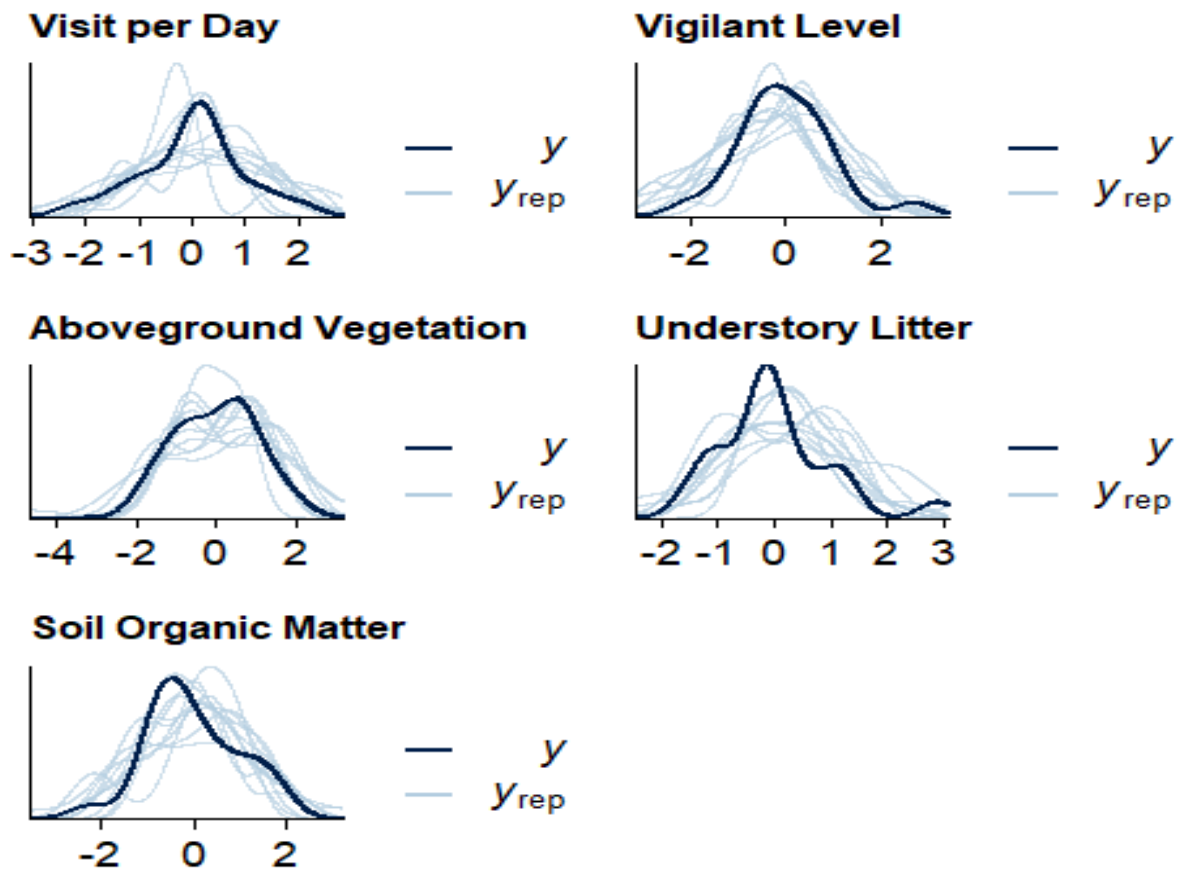 Visit per Day
y
yrep
-3 -2 -1 0 1 2
Vigilant Level
y
yrep
-2 0 2
Aboveground Vegetation
y
yrep
-4 -2 0 2
Understory Litter
y
yrep
-2 -1 0 1 2 3
Soil Organic Matter
y
yrep
-2 0 2